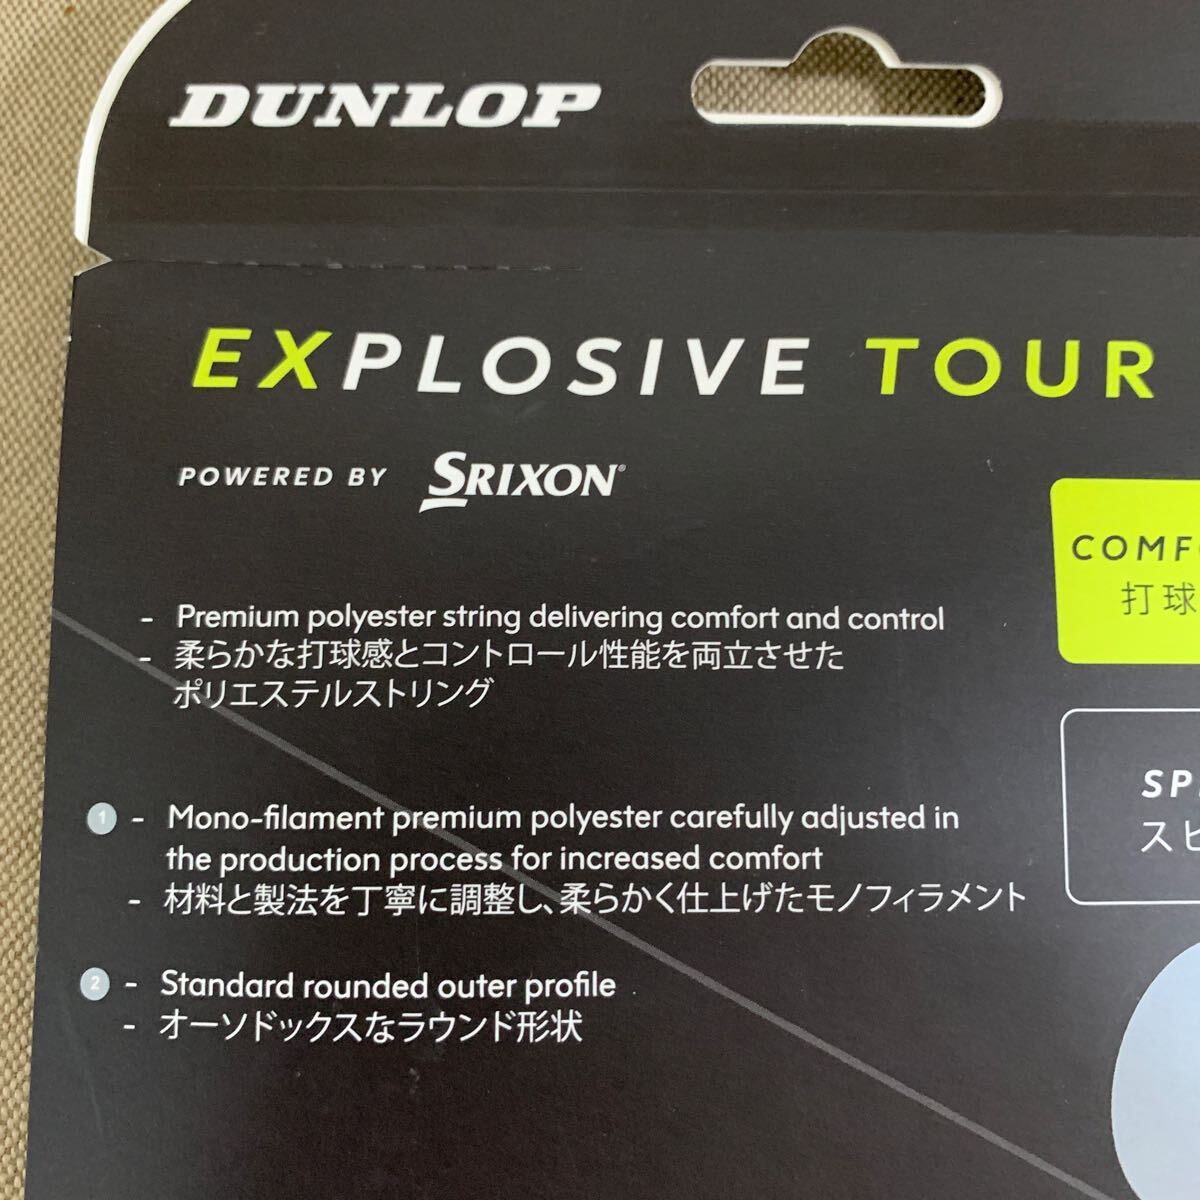 DUNLOP
EXPLOSIVE TOUR
POWERED BY SRIXON®
- Premium polyester string delivering comfort and control
- 柔らかな打球感とコントロール性能を両立させた
ポリエステルストリング
1 - Mono-filament premium polyester carefully adjusted in
the production process for increased comfort
- 材料と製法を丁寧に調整し、柔らかく仕上げたモノフィラメント
2 - Standard rounded outer profile
- オーソドックスなラウンド形状
打球